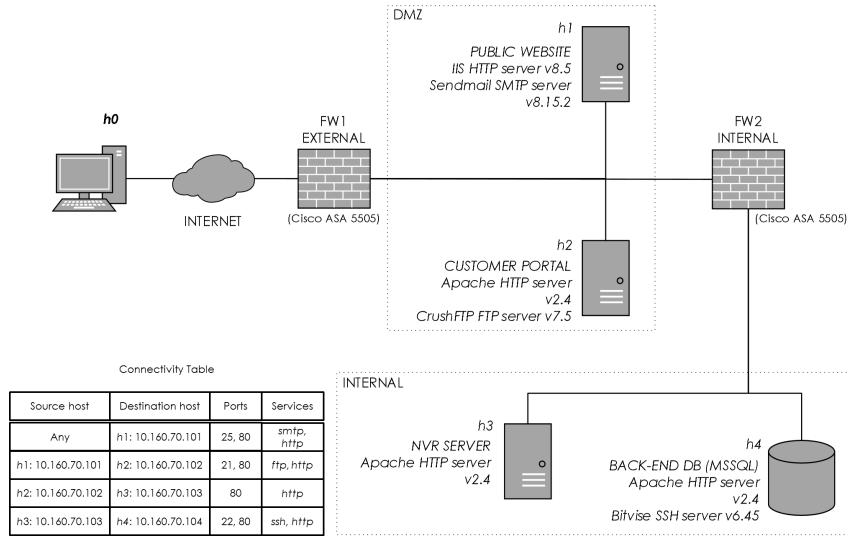 DMZ
h1
PUBLIC WEBSITE
IIS HTTP server v8.5
Sendmail SMTP server
v8.15.2
h0
FW1
EXTERNAL
FW2
INTERNAL
INTERNET
(Cisco ASA 5505)
(Cisco ASA 5505)
h2
CUSTOMER PORTAL
Apache HTTP server
v2.4
CrushFTP FTP server v7.5
Connectivity Table
Source host Destination host Ports Services
Any h1: 10.160.70.101 25, 80 smtp,
http
h1: 10.160.70.101 h2: 10.160.70.102 21, 80 ftp, http
h2: 10.160.70.102 h3: 10.160.70.103 80 http
h3: 10.160.70.103 h4: 10.160.70.104 22, 80 ssh, http
INTERNAL
h3
NVR SERVER
Apache HTTP server
v2.4
h4
BACK-END DB (MSSQL)
Apache HTTP server
v2.4
Bitvise SSH server v6.45